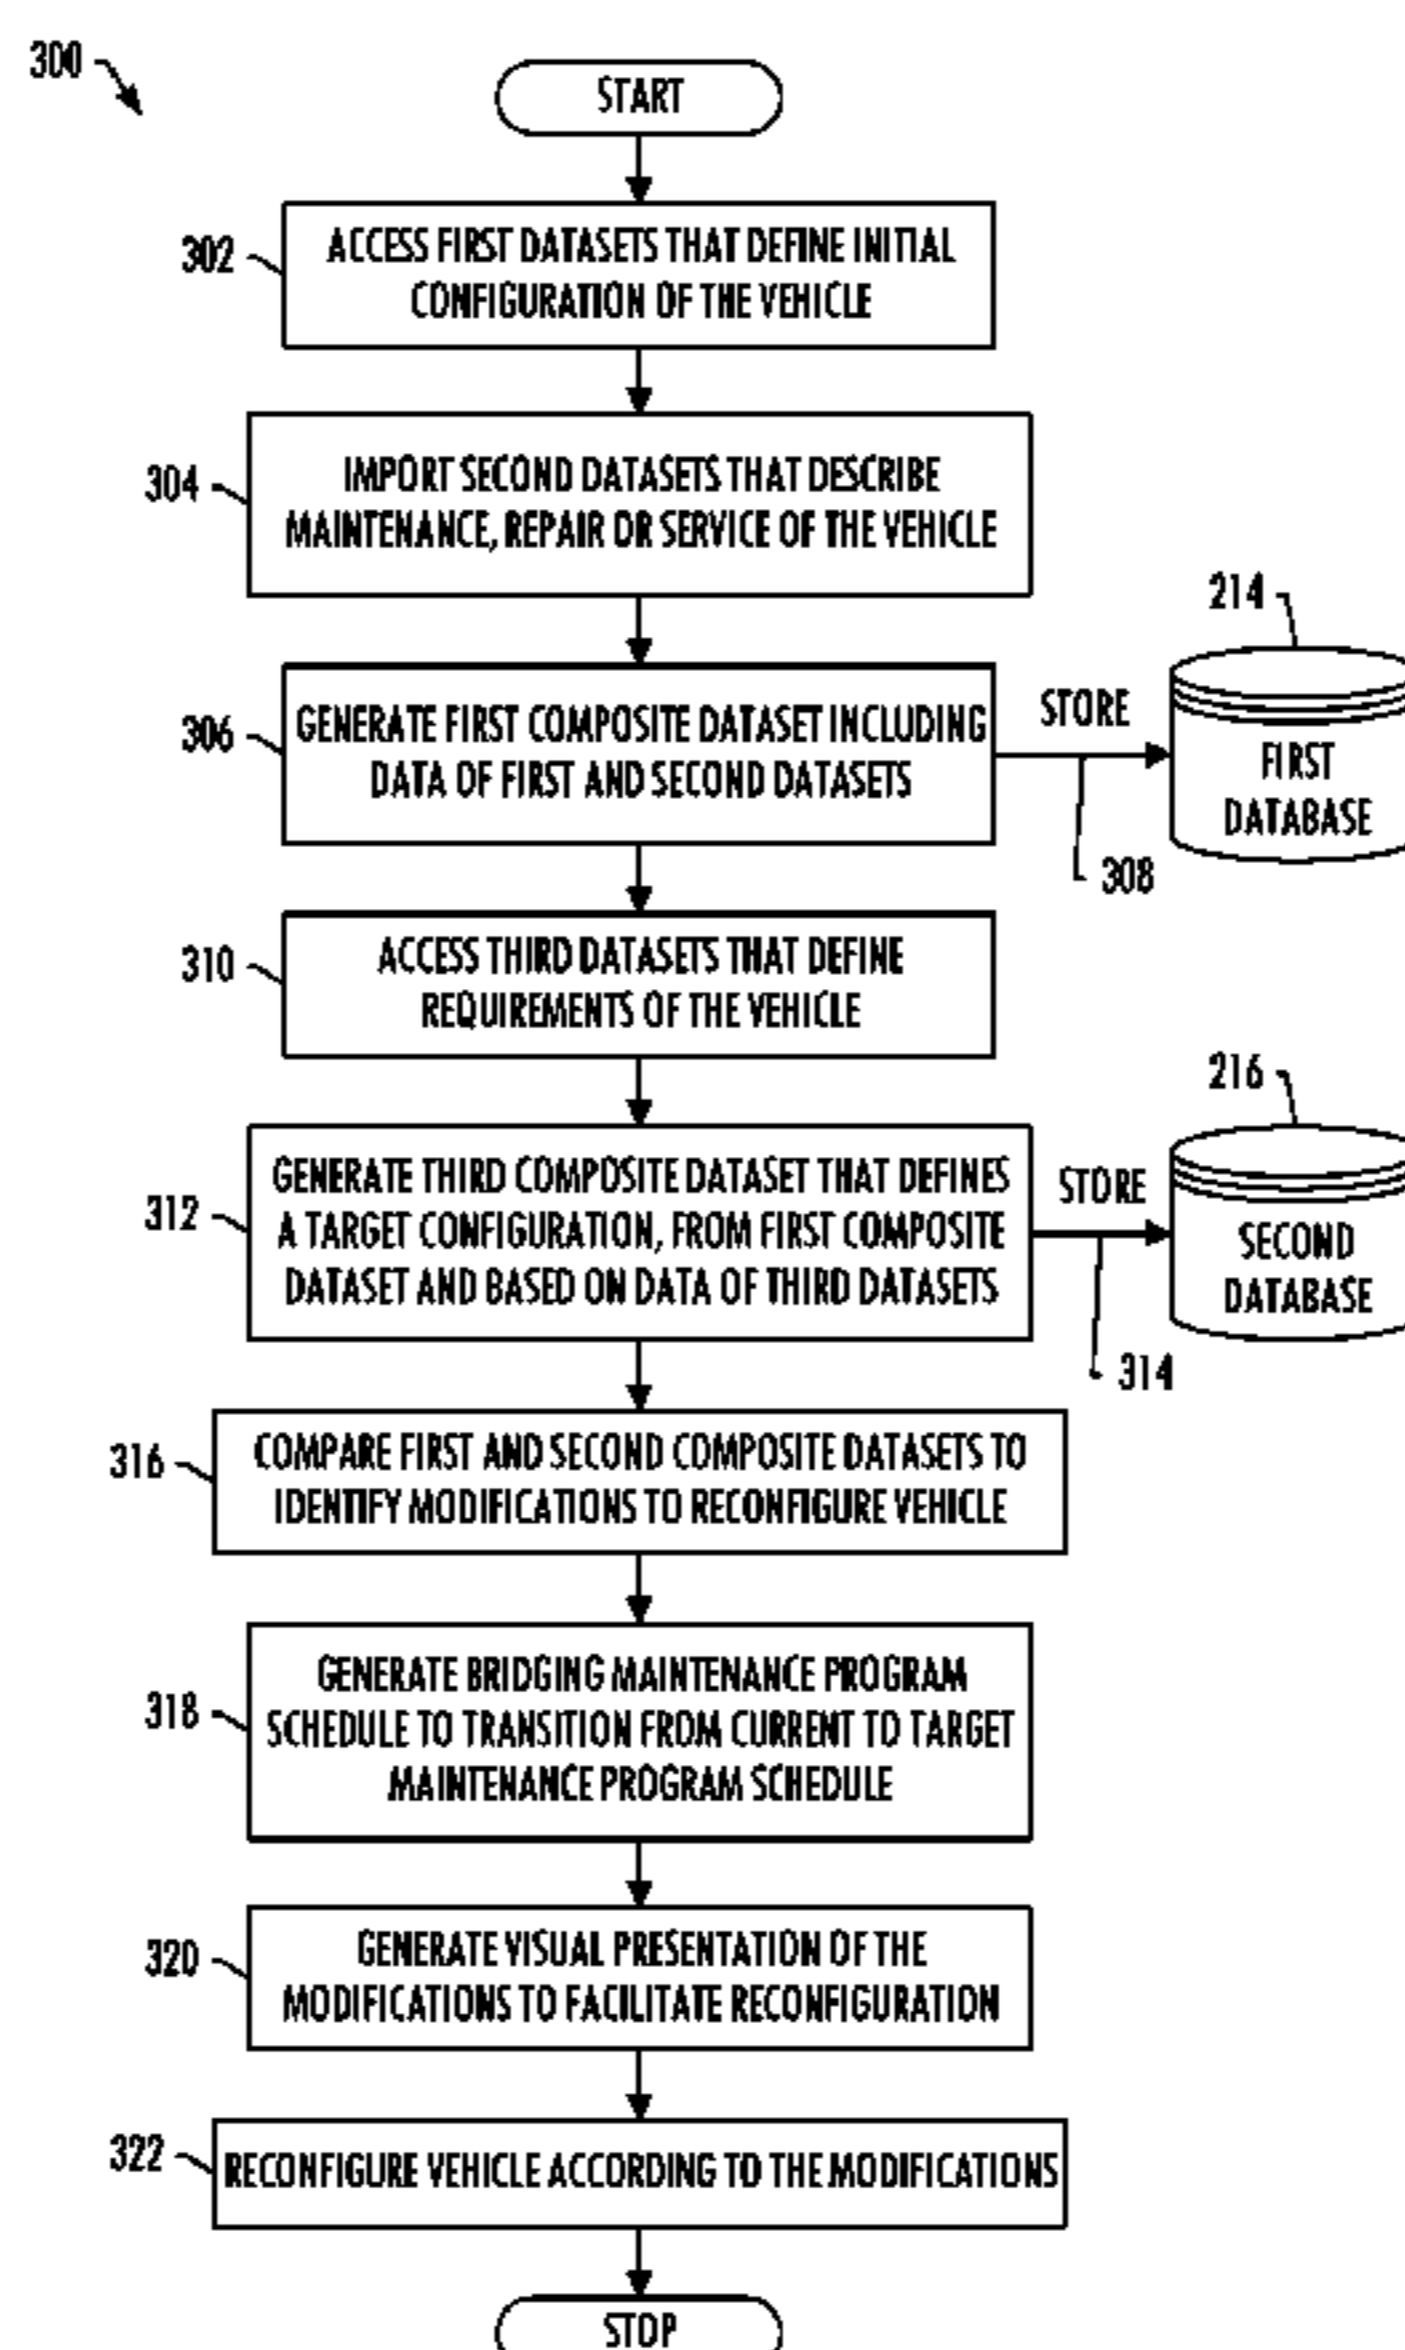 300
START
302
ACCESS FIRST DATASETS THAT DEFINE INITIAL
CONFIGURATION OF THE VEHICLE
304
IMPORT SECOND DATASETS THAT DESCRIBE
MAINTENANCE, REPAIR OR SERVICE OF THE VEHICLE
306
GENERATE FIRST COMPOSITE DATASET INCLUDING
DATA OF FIRST AND SECOND DATASETS
STORE
308
214
FIRST
DATABASE
310
ACCESS THIRD DATASETS THAT DEFINE
REQUIREMENTS OF THE VEHICLE
312
GENERATE THIRD COMPOSITE DATASET THAT DEFINES
A TARGET CONFIGURATION, FROM FIRST COMPOSITE
DATASET AND BASED ON DATA OF THIRD DATASETS
STORE
314
216
SECOND
DATABASE
316
COMPARE FIRST AND SECOND COMPOSITE DATASETS TO
IDENTIFY MODIFICATIONS TO RECONFIGURE VEHICLE
318
GENERATE BRIDGING MAINTENANCE PROGRAM
SCHEDULE TO TRANSITION FROM CURRENT TO TARGET
MAINTENANCE PROGRAM SCHEDULE
320
GENERATE VISUAL PRESENTATION OF THE
MODIFICATIONS TO FACILITATE RECONFIGURATION
322
RECONFIGURE VEHICLE ACCORDING TO THE MODIFICATIONS
STOP